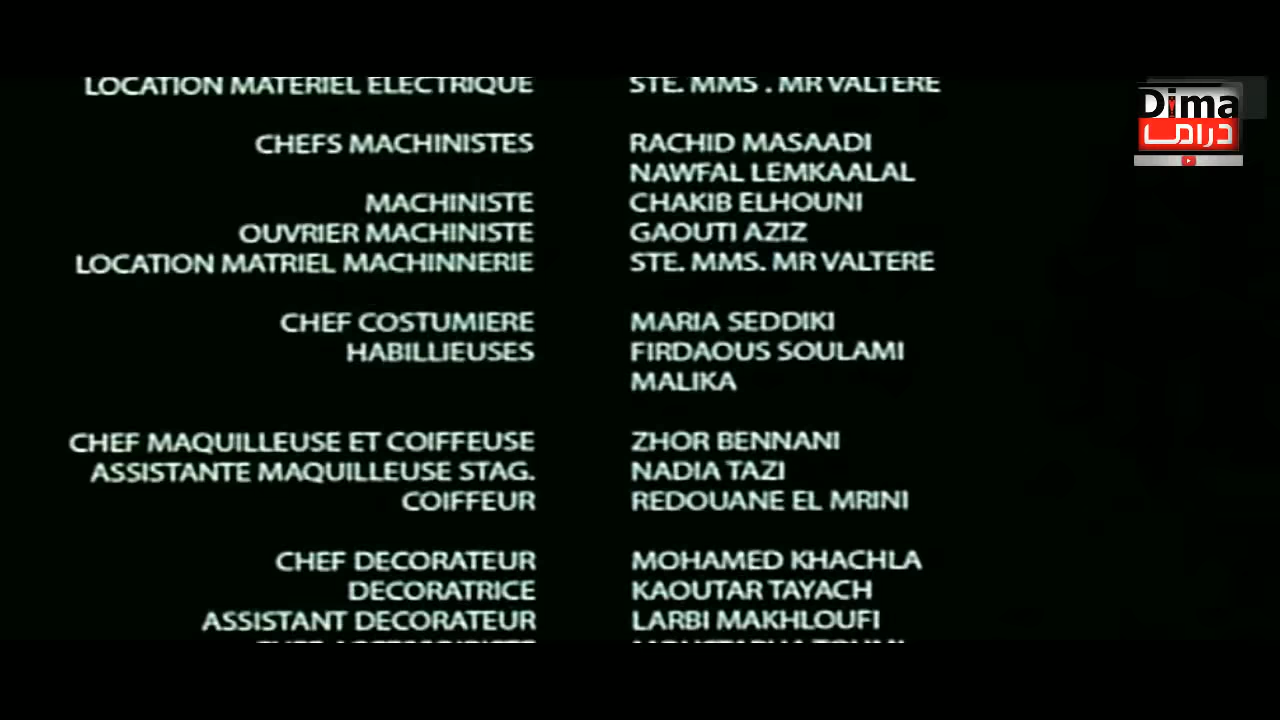 LOCATION MATERIEL ELECTRIQUE STE. MMS . MR VALTERE
CHEFS MACHINISTES RACHID MASAADI
NAWFAL LEMKAALAL
MACHINISTE CHAKIB ELHOUNI
OUVRIER MACHINISTE GAOUTI AZIZ
LOCATION MATRIEL MACHINNERIE STE. MMS. MR VALTERE
CHEF COSTUMIERE MARIA SEDDIKI
HABILLIEUSES FIRDAOUS SOULAMI
MALIKA
CHEF MAQUILLEUSE ET COIFFEUSE ZHOR BENNANI
ASSISTANTE MAQUILLEUSE STAG. NADIA TAZI
COIFFEUR REDOUANE EL MRINI
CHEF DECORATEUR MOHAMED KHACHLA
DECORATRICE KAOUTAR TAYACH
ASSISTANT DECORATEUR LARBI MAKHLOUFI
Dima
دراما